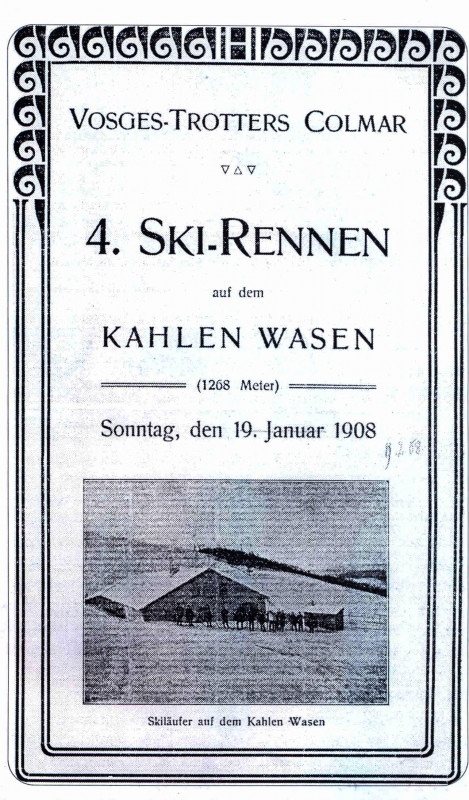 VOSGES-TROTTERS COLMAR
4. SKI-RENNEN
auf dem
KAHLEN WASEN
(1268 Meter)
Sonntag, den 19. Januar 1908
Skiläufer auf dem Kahlen Wasen